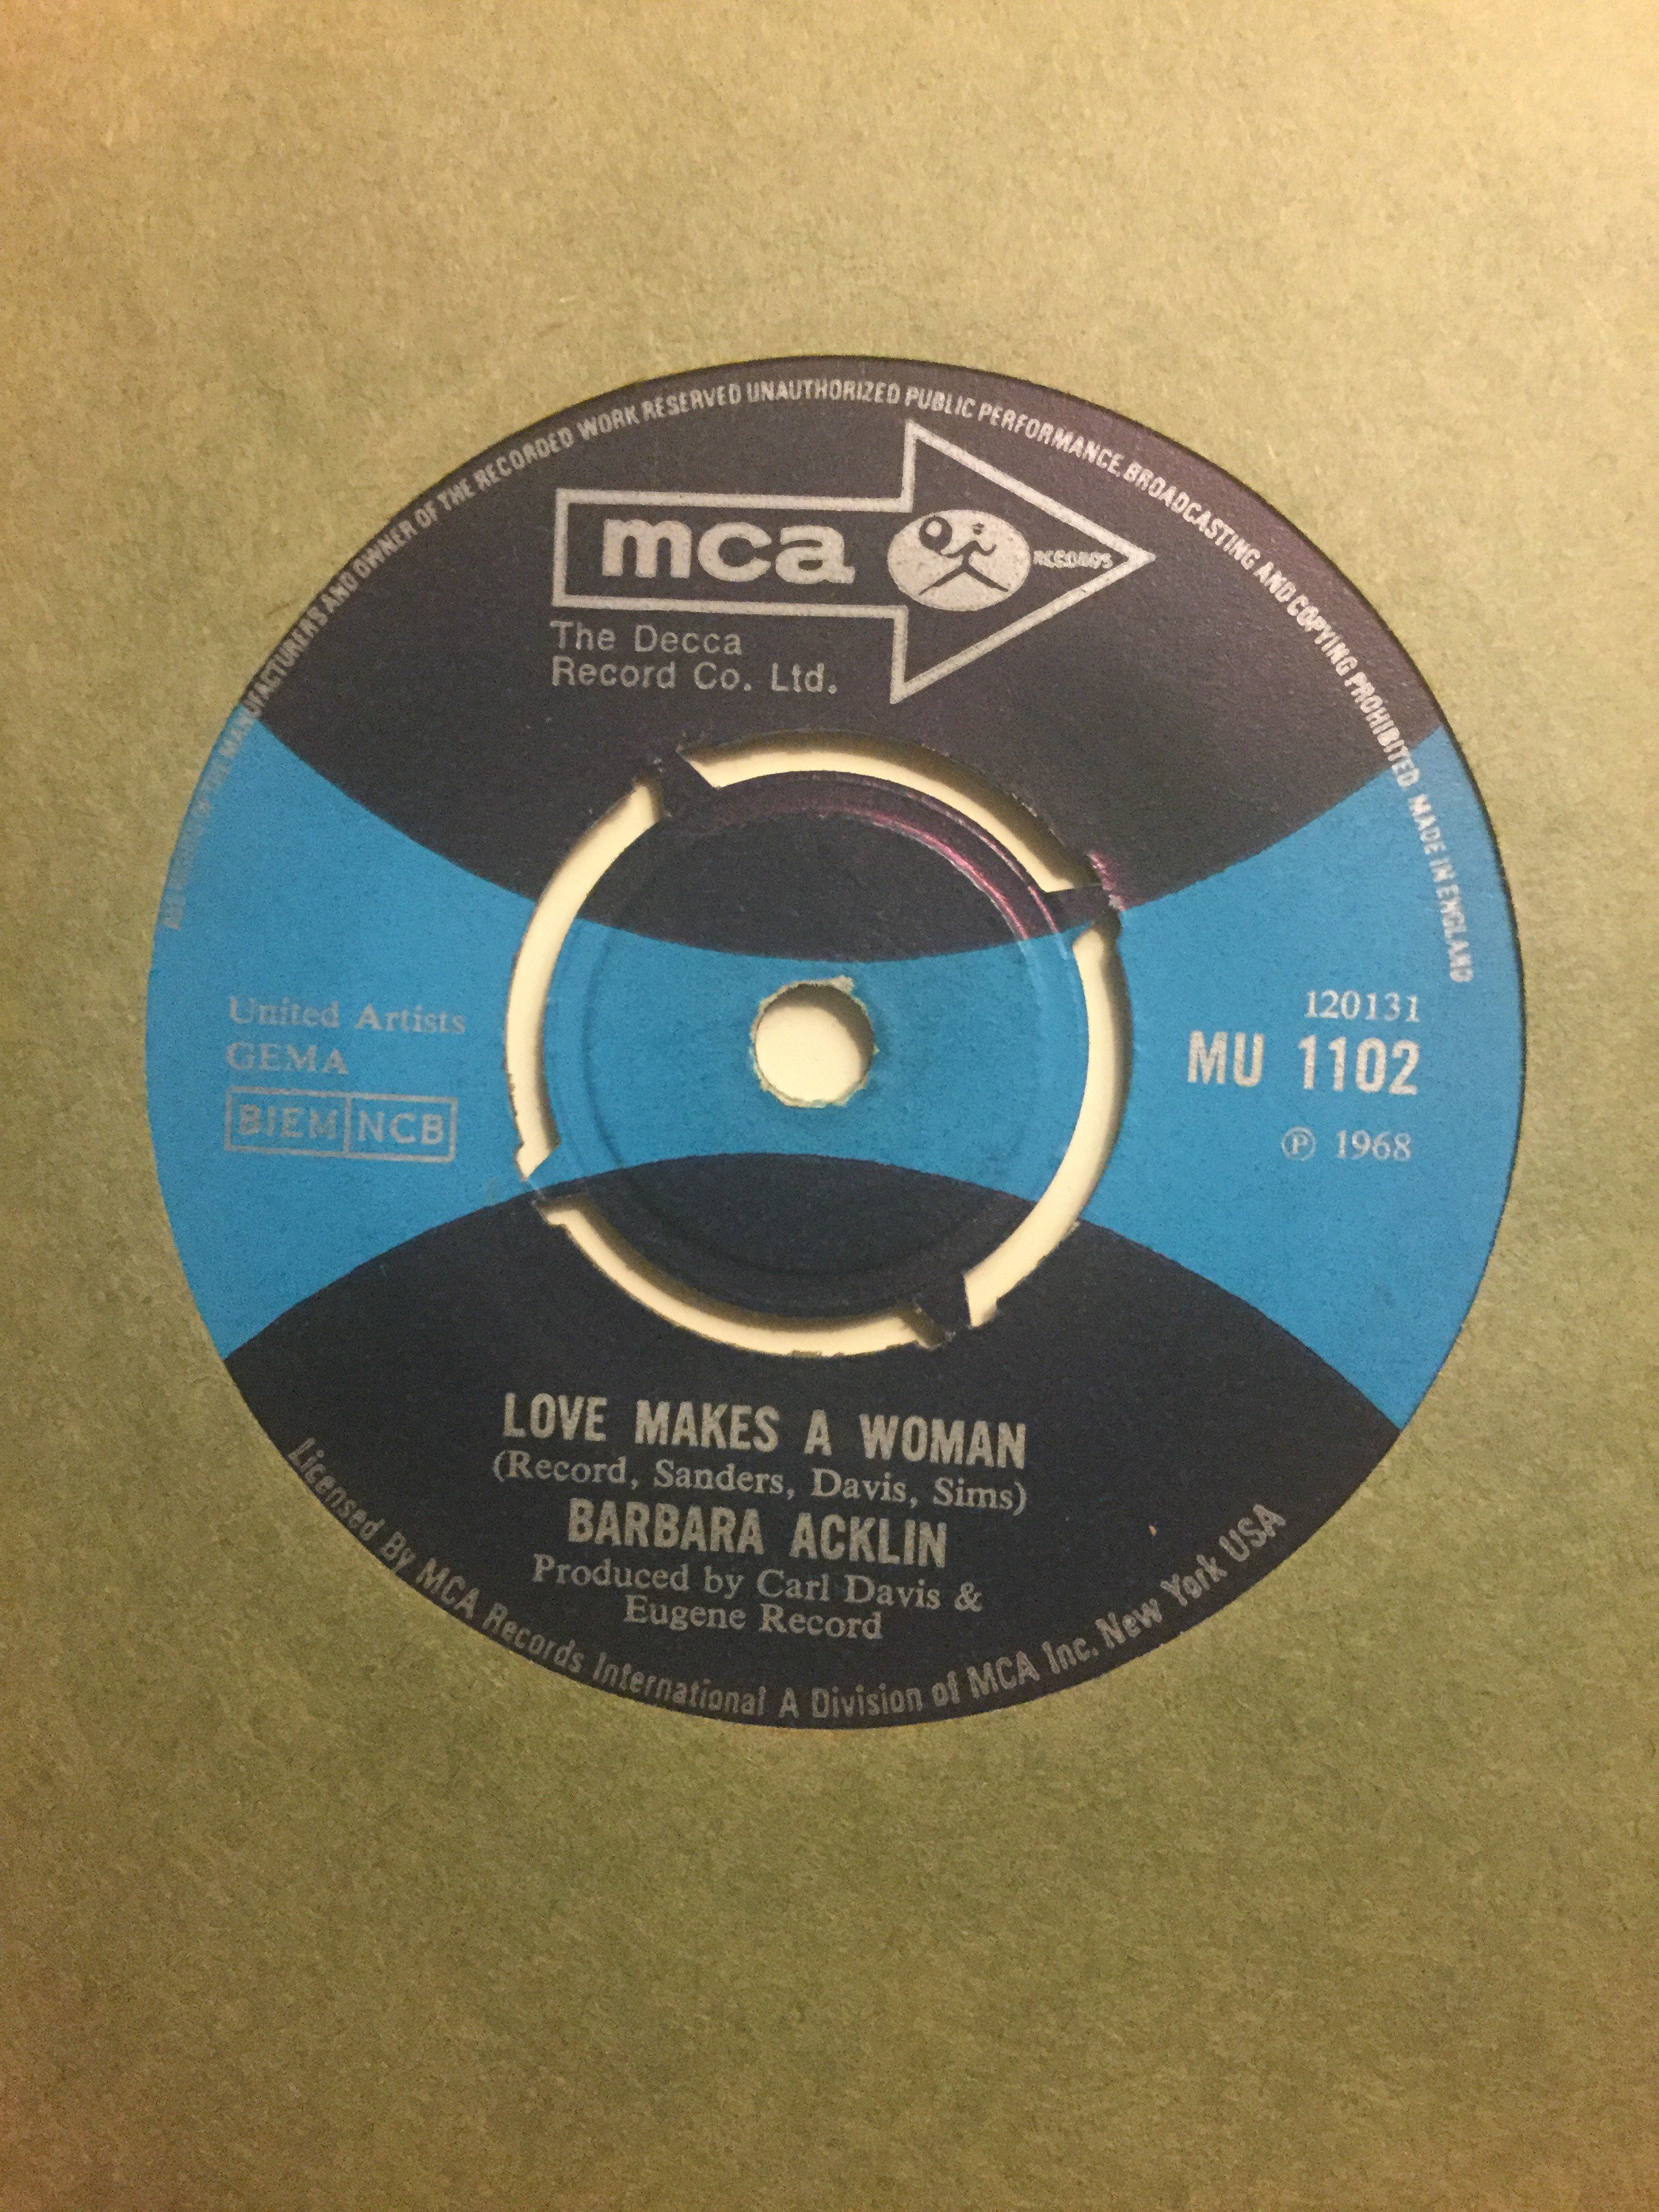 ALL RIGHTS OF THE MANUFACTURERS AND OWNER OF THE RECORDED WORK RESERVED UNAUTHORIZED PUBLIC PERFORMANCE, BROADCASTING AND COPYING PROHIBITED. MADE IN ENGLAND
mca RECORDS
The Decca
Record Co. Ltd.
United Artists
GEMA
BIEM NCB
120131
MU 1102
℗ 1968
LOVE MAKES A WOMAN
(Record, Sanders, Davis, Sims)
BARBARA ACKLIN
Produced by Carl Davis &
Eugene Record
Licensed By MCA Records International A Division of MCA Inc. New York USA